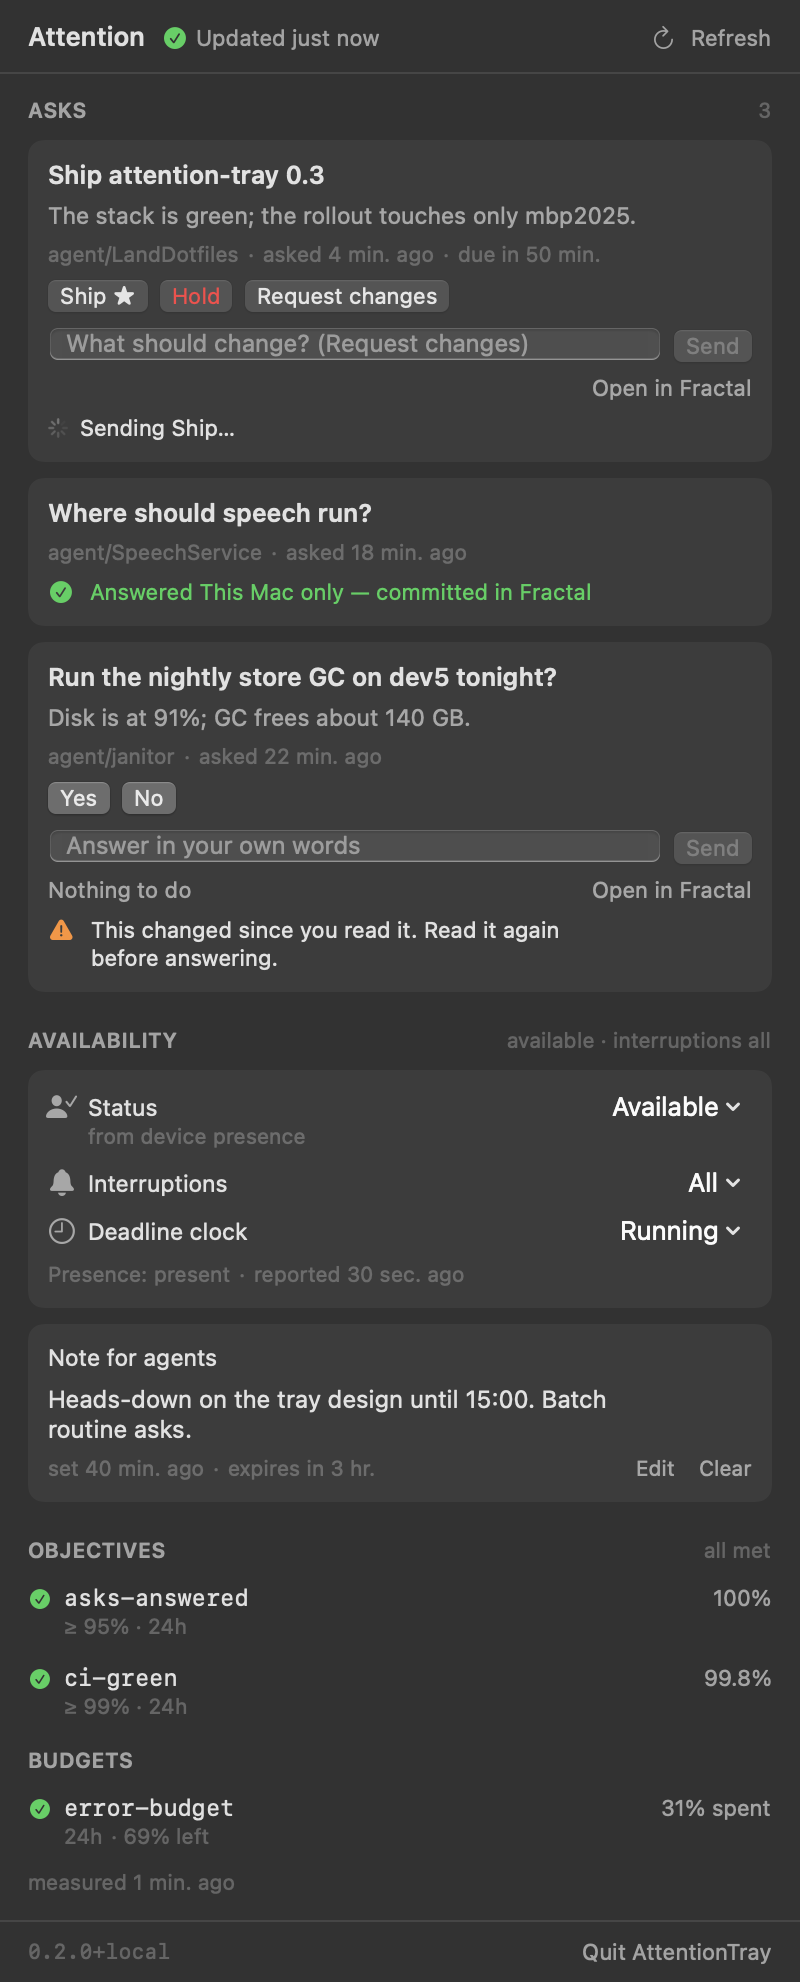 Attention Updated just now Refresh
ASKS 3
Ship attention-tray 0.3
The stack is green; the rollout touches only mbp2025.
agent/LandDotfiles · asked 4 min. ago · due in 50 min.
Ship ★ Hold Request changes
What should change? (Request changes) Send
Open in Fractal
Sending Ship...
Where should speech run?
agent/SpeechService · asked 18 min. ago
Answered This Mac only — committed in Fractal
Run the nightly store GC on dev5 tonight?
Disk is at 91%; GC frees about 140 GB.
agent/janitor · asked 22 min. ago
Yes No
Answer in your own words Send
Nothing to do Open in Fractal
This changed since you read it. Read it again
before answering.
AVAILABILITY available · interruptions all
Status Available
from device presence
Interruptions All
Deadline clock Running
Presence: present · reported 30 sec. ago
Note for agents
Heads-down on the tray design until 15:00. Batch
routine asks.
set 40 min. ago · expires in 3 hr. Edit Clear
OBJECTIVES all met
asks-answered 100%
≥ 95% · 24h
ci-green 99.8%
≥ 99% · 24h
BUDGETS
error-budget 31% spent
24h · 69% left
measured 1 min. ago
0.2.0+local Quit AttentionTray